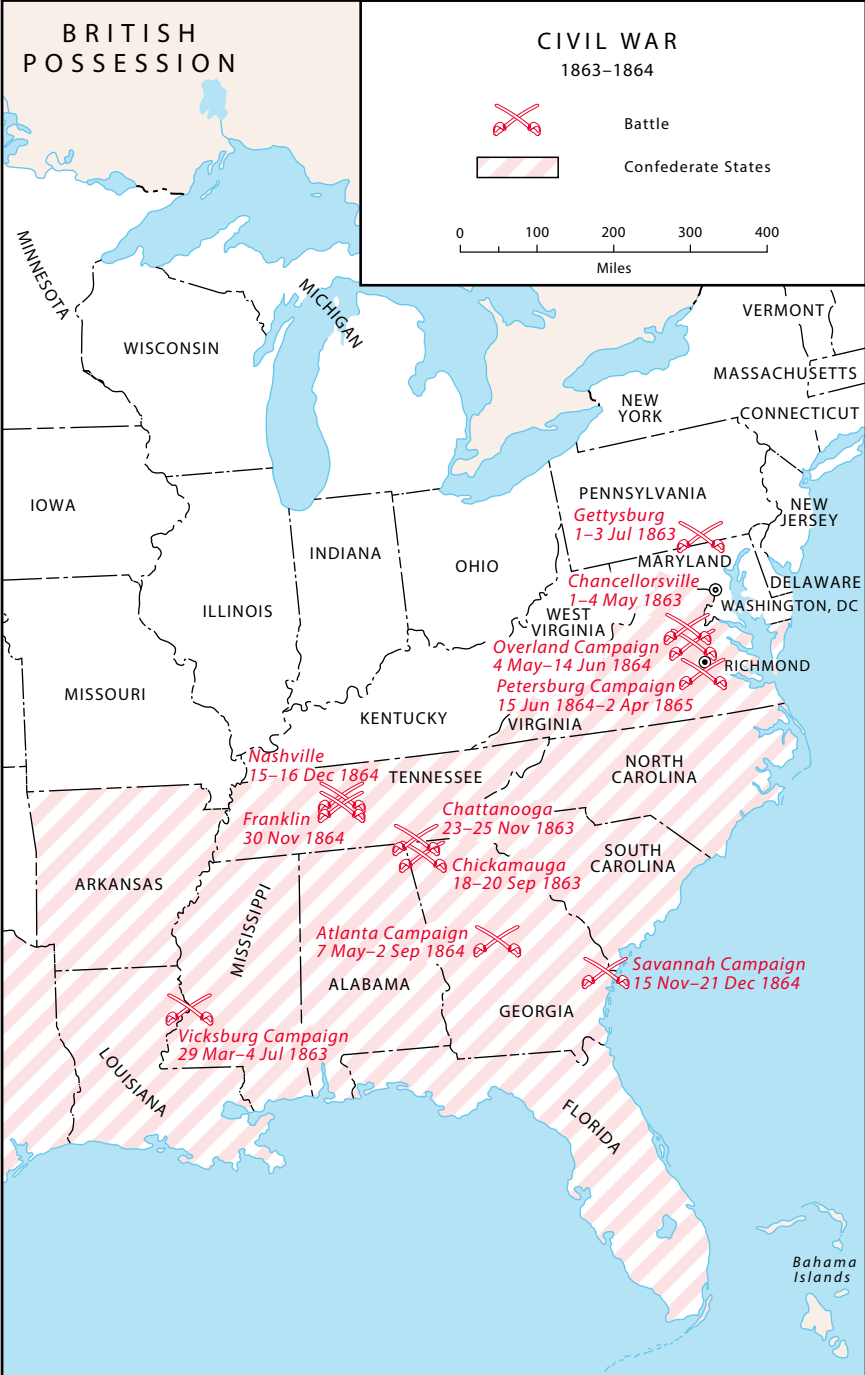 BRITISH
POSSESSION
CIVIL WAR
1863–1864
Battle
Confederate States
0 100 200 300 400
Miles
MINNESOTA
WISCONSIN
MICHIGAN
VERMONT
MASSACHUSETTS
NEW
YORK
CONNECTICUT
IOWA
PENNSYLVANIA
NEW
JERSEY
Gettysburg
1–3 Jul 1863
INDIANA
OHIO
MARYLAND
DELAWARE
Chancellorsville
1–4 May 1863
WASHINGTON, DC
ILLINOIS
WEST
VIRGINIA
Overland Campaign
4 May–14 Jun 1864
RICHMOND
Petersburg Campaign
15 Jun 1864–2 Apr 1865
MISSOURI
KENTUCKY
VIRGINIA
Nashville
15–16 Dec 1864
TENNESSEE
NORTH
CAROLINA
Franklin
30 Nov 1864
Chattanooga
23–25 Nov 1863
SOUTH
CAROLINA
Chickamauga
18–20 Sep 1863
ARKANSAS
MISSISSIPPI
Atlanta Campaign
7 May–2 Sep 1864
ALABAMA
Savannah Campaign
15 Nov–21 Dec 1864
GEORGIA
Vicksburg Campaign
29 Mar–4 Jul 1863
LOUISIANA
FLORIDA
Bahama
Islands